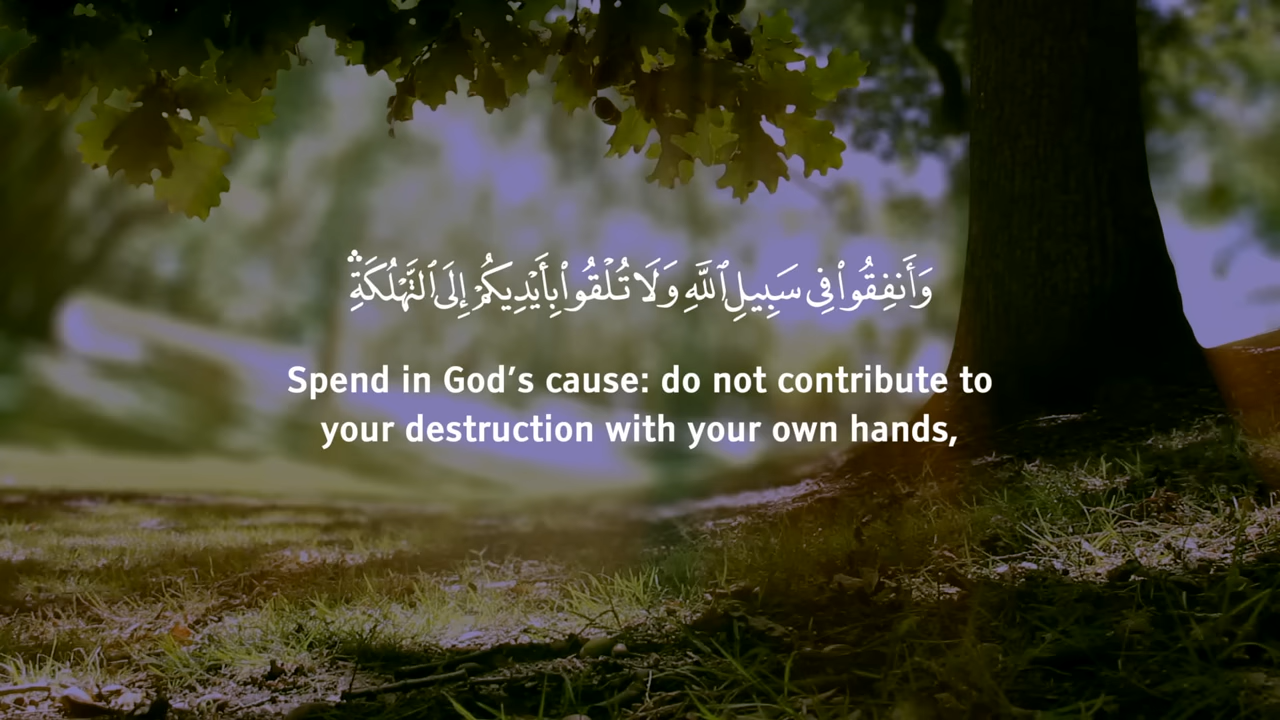 وَأَنفِقُوا۟ فِى سَبِيلِ ٱللَّهِ وَلَا تُلْقُوا۟ بِأَيْدِيكُمْ إِلَى ٱلتَّهْلُكَةِ ۛ
Spend in God’s cause: do not contribute to
your destruction with your own hands,